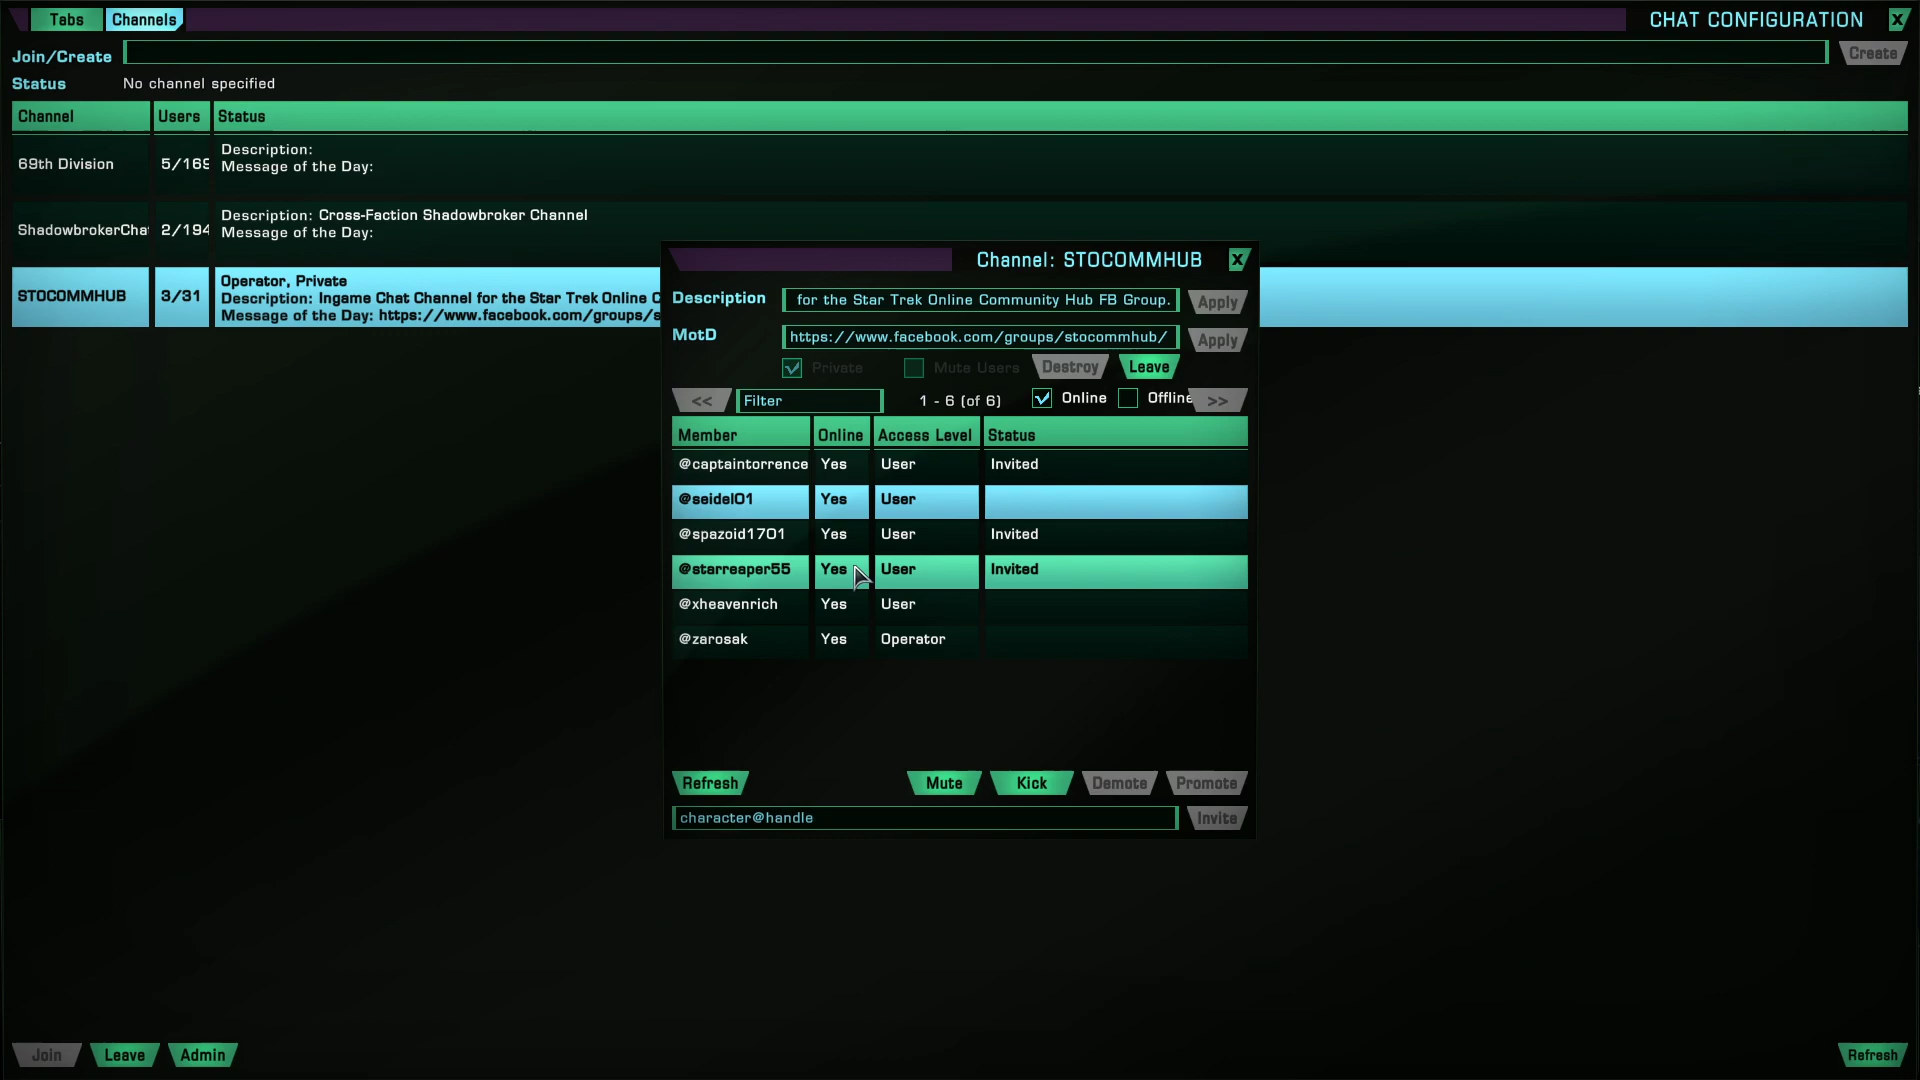 Tabs Channels CHAT CONFIGURATION X
Join/Create Create
Status No channel specified
Channel Users Status
69th Division 5/169 Description:
Message of the Day:
ShadowbrokerCha 2/194 Description: Cross-Faction Shadowbroker Channel
Message of the Day:
STOCOMMHUB 3/31 Operator, Private
Description: Ingame Chat Channel for the Star Trek Online C
Message of the Day: https://www.facebook.com/groups/s
Channel: STOCOMMHUB X
Description for the Star Trek Online Community Hub FB Group. Apply
MotD https://www.facebook.com/groups/stocommhub/ Apply
Private Mute Users Destroy Leave
<< Filter 1 - 6 (of 6) Online Offline >>
Member Online Access Level Status
@captaintorrence Yes User Invited
@seidel01 Yes User
@spazoid1701 Yes User Invited
@starreaper55 Yes User Invited
@xheavenrich Yes User
@zarosak Yes Operator
Refresh Mute Kick Demote Promote
character@handle Invite
Join Leave Admin Refresh